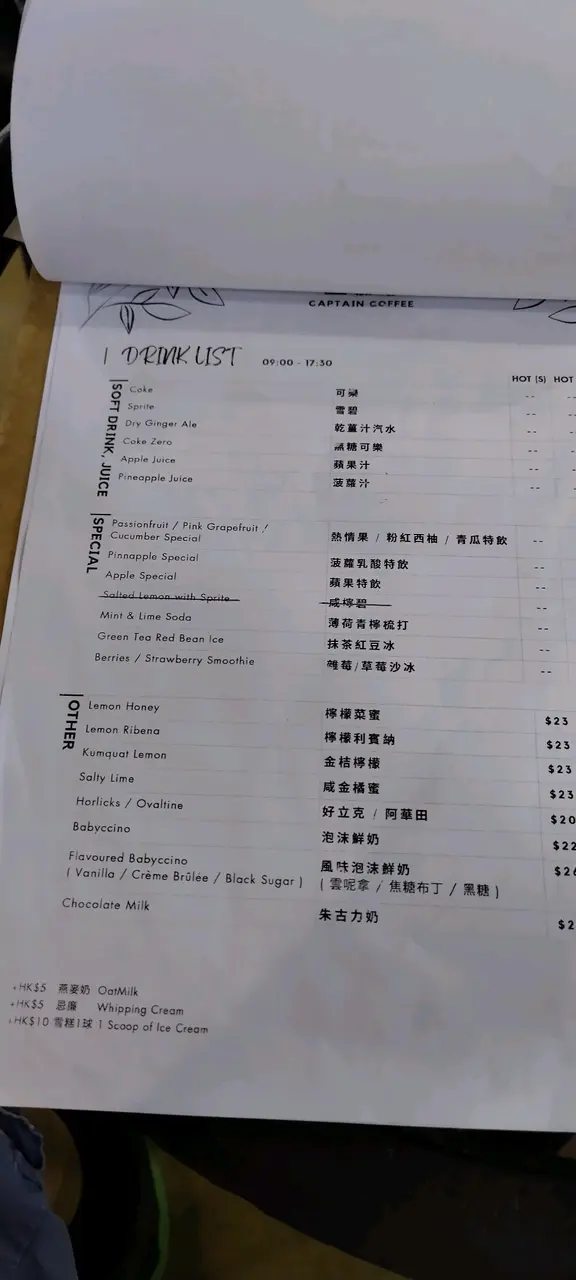 CAPTAIN COFFEE
DRINK LIST 09:00 - 17:30
HOT (S) HOT
SOFT DRINK, JUICE
Coke 可樂 --
Sprite 雪碧 --
Dry Ginger Ale 乾薑汁汽水 --
Coke Zero 無糖可樂 --
Apple Juice 蘋果汁 --
Pineapple Juice 菠蘿汁 --
SPECIAL
Passionfruit / Pink Grapefruit / 
Cucumber Special 熱情果 / 粉紅西柚 / 青瓜特飲 --
Pinnapple Special 菠蘿乳酸特飲 --
Apple Special 蘋果特飲 --
Salted Lemon with Sprite 咸檸碧 --
Mint & Lime Soda 薄荷青檸梳打 --
Green Tea Red Bean Ice 抹茶紅豆冰 --
Berries / Strawberry Smoothie 雜莓/草莓沙冰 --
OTHER
Lemon Honey 檸檬菜蜜 $23
Lemon Ribena 檸檬利賓納 $23
Kumquat Lemon 金桔檸檬 $23
Salty Lime 咸金橘蜜 $23
Horlicks / Ovaltine 好立克 / 阿華田 $20
Babyccino 泡沫鮮奶 $22
Flavoured Babyccino 風味泡沫鮮奶
( Vanilla / Crème Brûlée / Black Sugar ) ( 雲呢拿 / 焦糖布丁 / 黑糖 )
Chocolate Milk 朱古力奶
+HK$5 燕麥奶 OatMilk
+HK$5 忌廉 Whipping Cream
+HK$10 雪糕1球 1 Scoop of Ice Cream